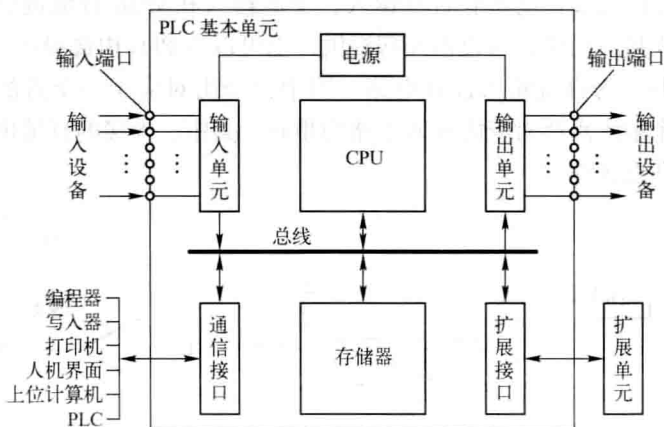 PLC 基本单元
电源
输入端口
输出端口
输入设备
输入单元
CPU
输出单元
输出设备
总线
编程器
写入器
打印机
人机界面
上位计算机
PLC
通信接口
存储器
扩展接口
扩展单元